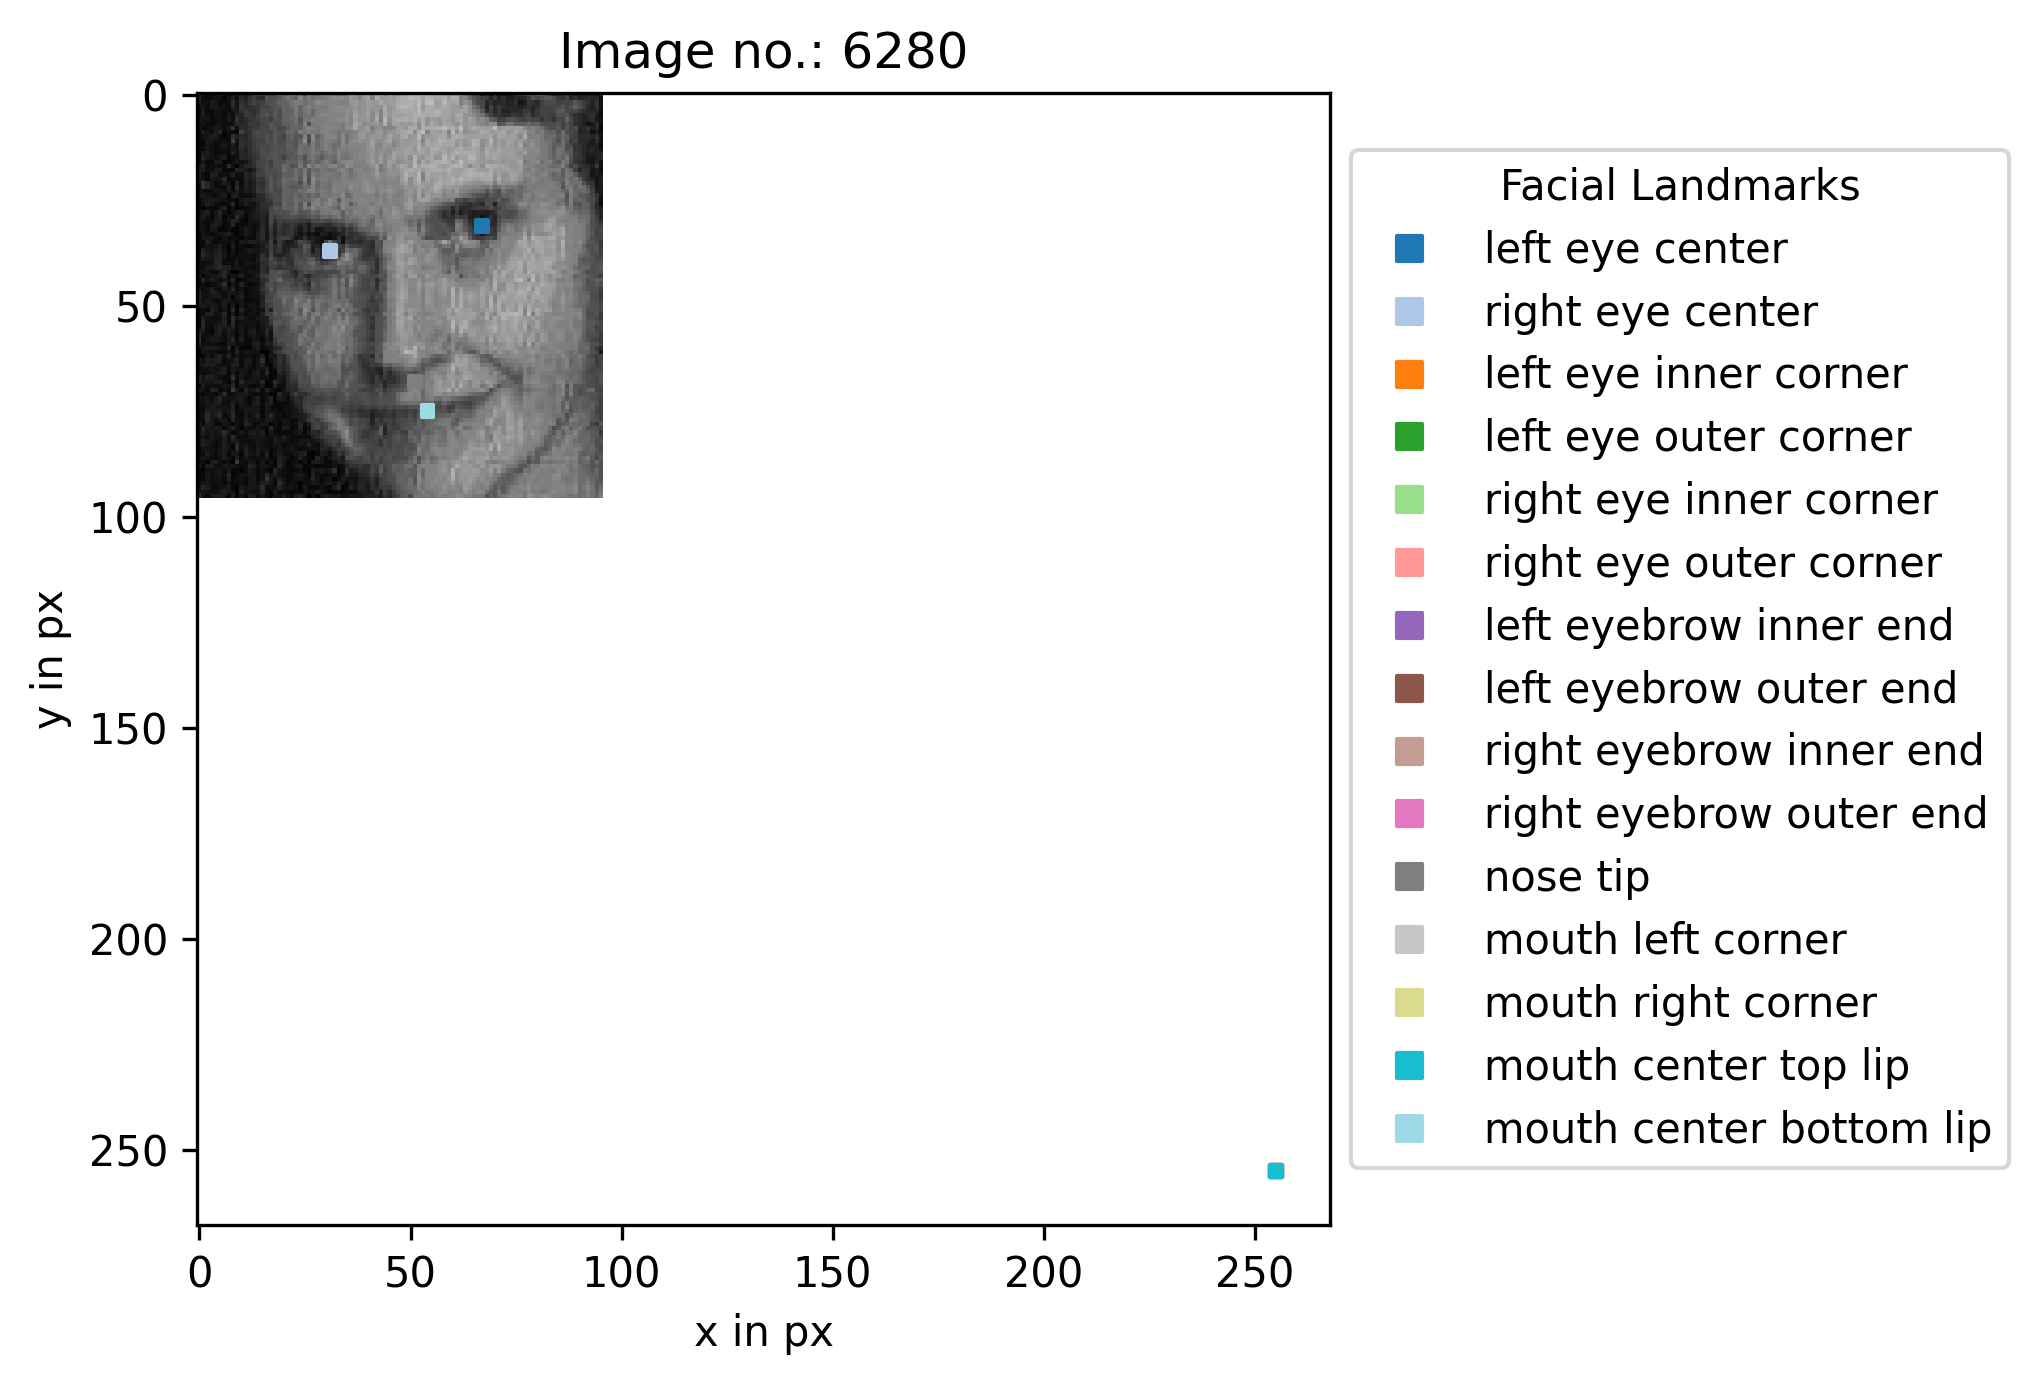 Image no.: 6280
0
50
100
150
200
250
y in px
0 50 100 150 200 250
x in px
Facial Landmarks
left eye center
right eye center
left eye inner corner
left eye outer corner
right eye inner corner
right eye outer corner
left eyebrow inner end
left eyebrow outer end
right eyebrow inner end
right eyebrow outer end
nose tip
mouth left corner
mouth right corner
mouth center top lip
mouth center bottom lip